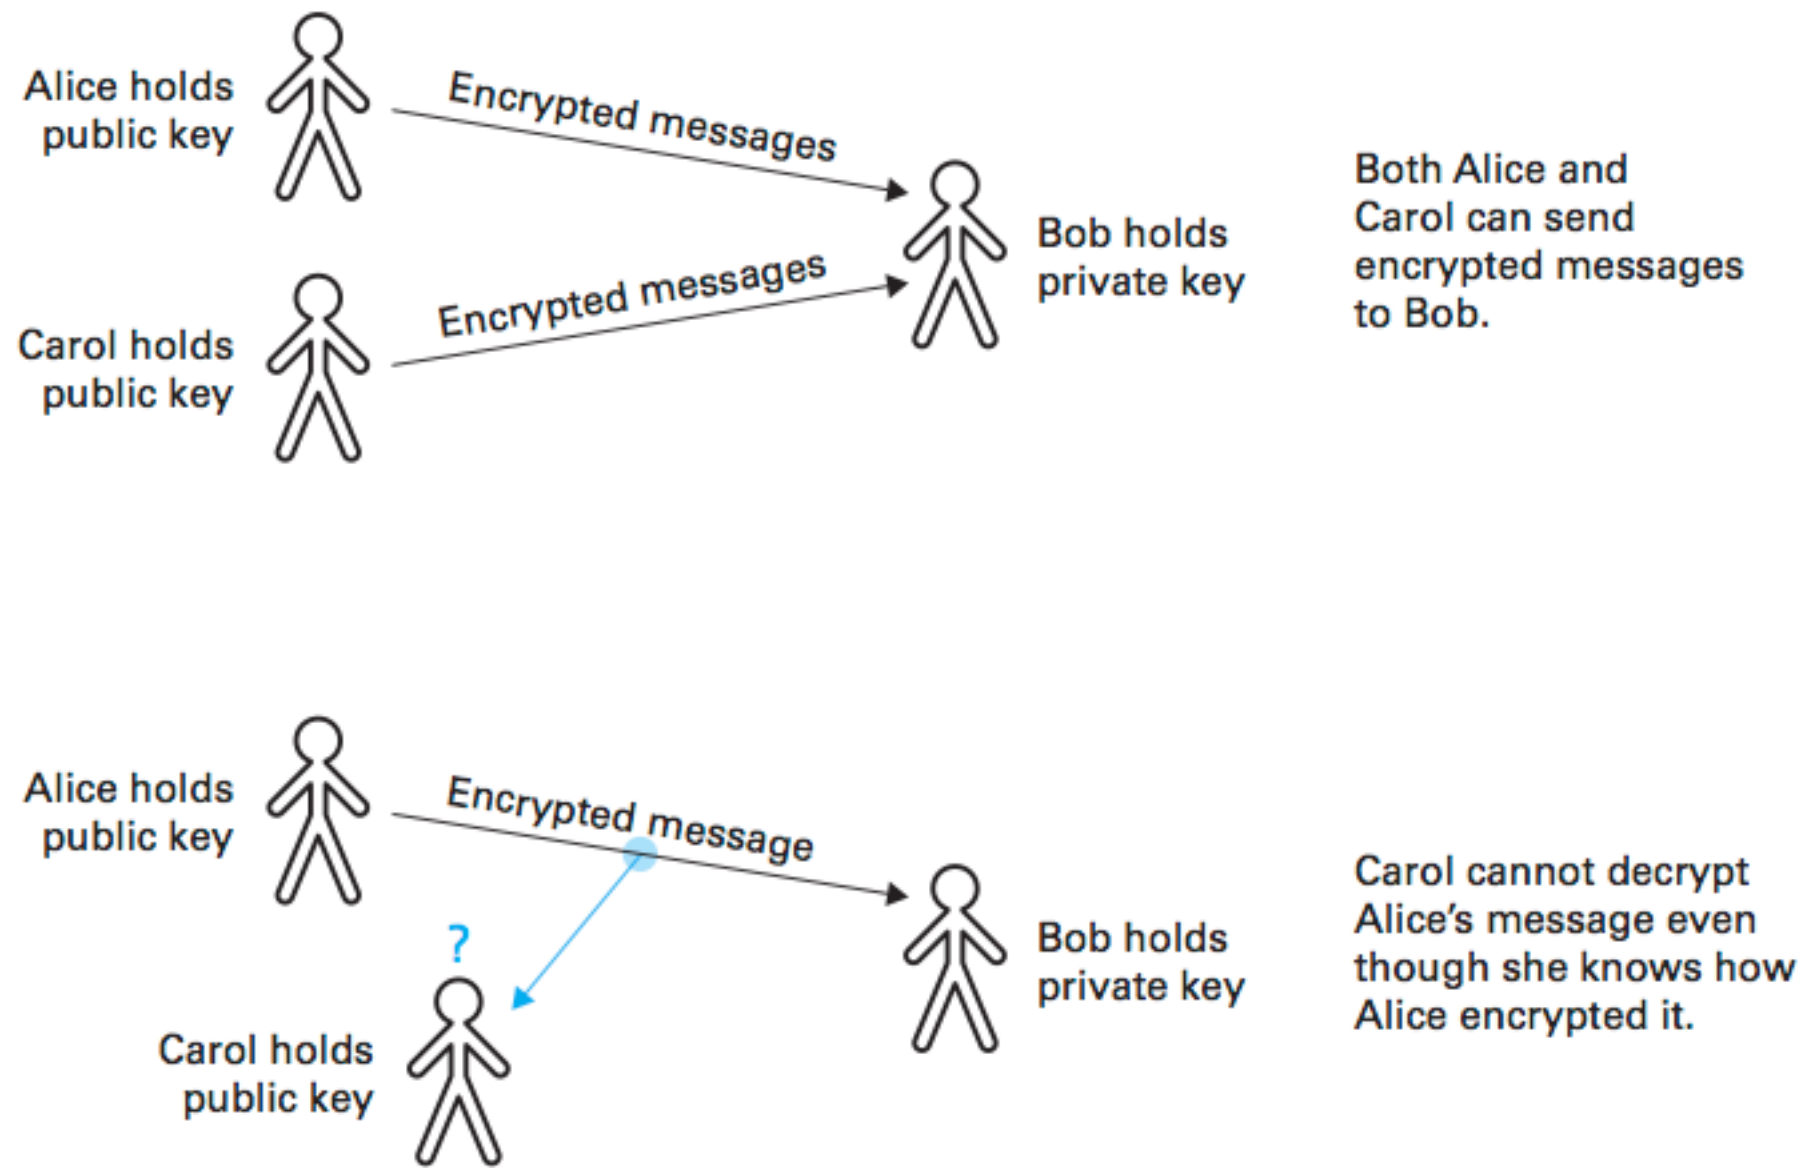 Alice holds
public key
Encrypted messages
Carol holds
public key
Encrypted messages
Bob holds
private key
Both Alice and
Carol can send
encrypted messages
to Bob.
Alice holds
public key
Encrypted message
?
Carol holds
public key
Bob holds
private key
Carol cannot decrypt
Alice’s message even
though she knows how
Alice encrypted it.